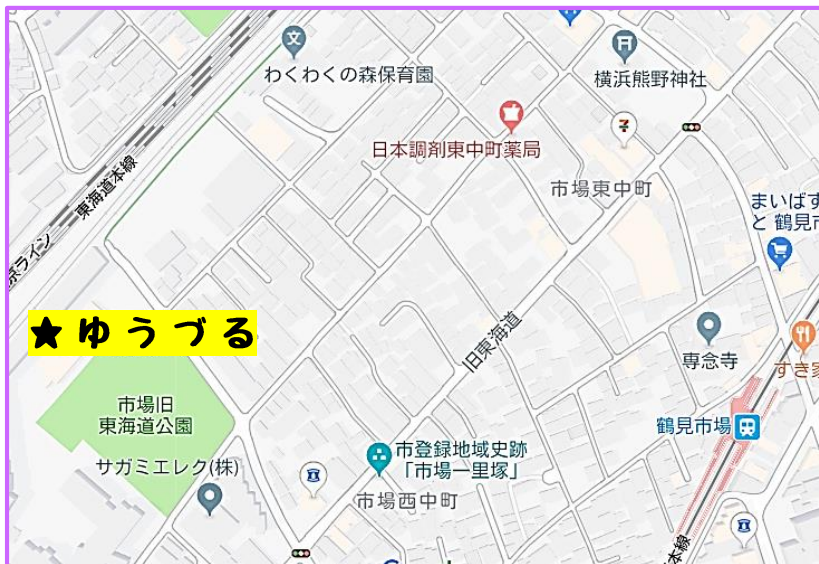 わくわくの森保育園
横浜熊野神社
日本調剤東中町薬局
市場東中町
東海道本線
ライン
まいばす
と 鶴見市
★ゆうづる
旧東海道
専念寺
すき家
市場旧
東海道公園
鶴見市場
サガミエレク(株)
市登録地域史跡
「市場一里塚」
市場西中町
本線